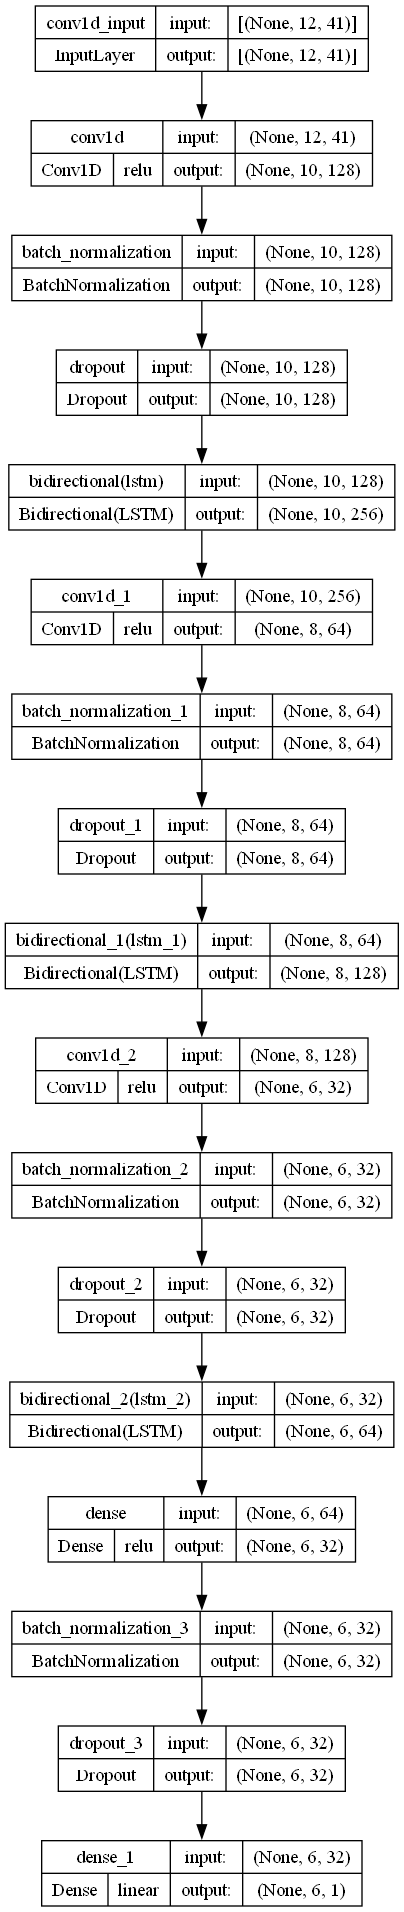 conv1d_input input: [(None, 12, 41)]
InputLayer output: [(None, 12, 41)]
conv1d input: (None, 12, 41)
Conv1D relu output: (None, 10, 128)
batch_normalization input: (None, 10, 128)
BatchNormalization output: (None, 10, 128)
dropout input: (None, 10, 128)
Dropout output: (None, 10, 128)
bidirectional(lstm) input: (None, 10, 128)
Bidirectional(LSTM) output: (None, 10, 256)
conv1d_1 input: (None, 10, 256)
Conv1D relu output: (None, 8, 64)
batch_normalization_1 input: (None, 8, 64)
BatchNormalization output: (None, 8, 64)
dropout_1 input: (None, 8, 64)
Dropout output: (None, 8, 64)
bidirectional_1(lstm_1) input: (None, 8, 64)
Bidirectional(LSTM) output: (None, 8, 128)
conv1d_2 input: (None, 8, 128)
Conv1D relu output: (None, 6, 32)
batch_normalization_2 input: (None, 6, 32)
BatchNormalization output: (None, 6, 32)
dropout_2 input: (None, 6, 32)
Dropout output: (None, 6, 32)
bidirectional_2(lstm_2) input: (None, 6, 32)
Bidirectional(LSTM) output: (None, 6, 64)
dense input: (None, 6, 64)
Dense relu output: (None, 6, 32)
batch_normalization_3 input: (None, 6, 32)
BatchNormalization output: (None, 6, 32)
dropout_3 input: (None, 6, 32)
Dropout output: (None, 6, 32)
dense_1 input: (None, 6, 32)
Dense linear output: (None, 6, 1)